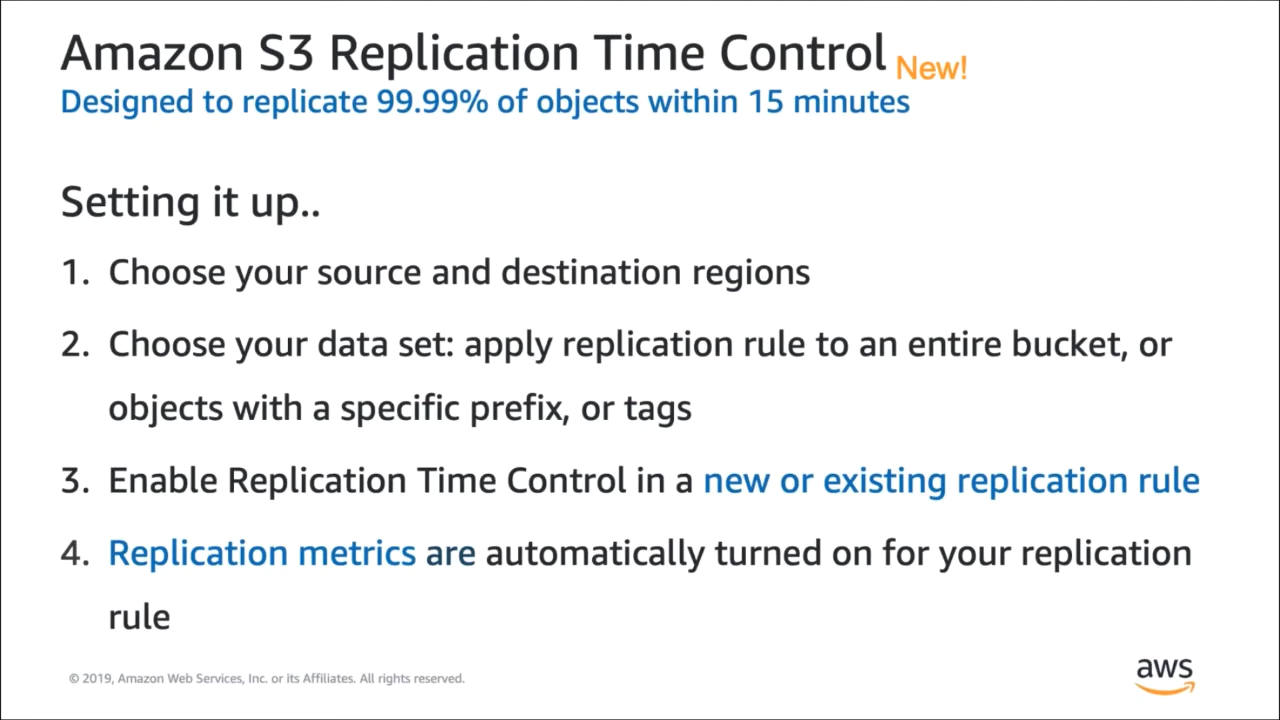 Amazon S3 Replication Time Control New!
Designed to replicate 99.99% of objects within 15 minutes
Setting it up..
1. Choose your source and destination regions
2. Choose your data set: apply replication rule to an entire bucket, or
objects with a specific prefix, or tags
3. Enable Replication Time Control in a new or existing replication rule
4. Replication metrics are automatically turned on for your replication
rule
© 2019, Amazon Web Services, Inc. or its Affiliates. All rights reserved.
aws